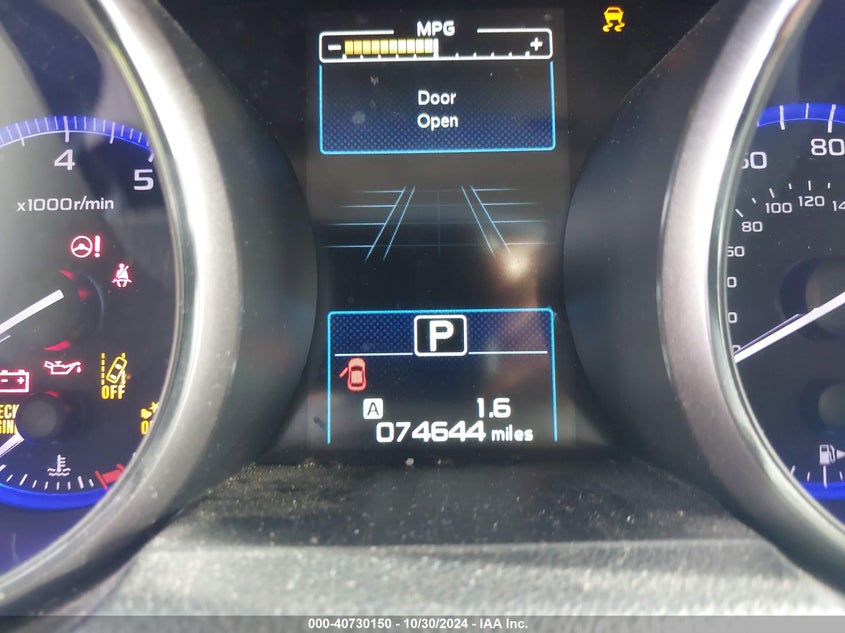 MPG
- +
Door
Open
4
5
x1000r/min
OFF
P
A 1.6
074644 miles
80
80 100 120
000-40730150 - 10/30/2024 - IAA Inc.